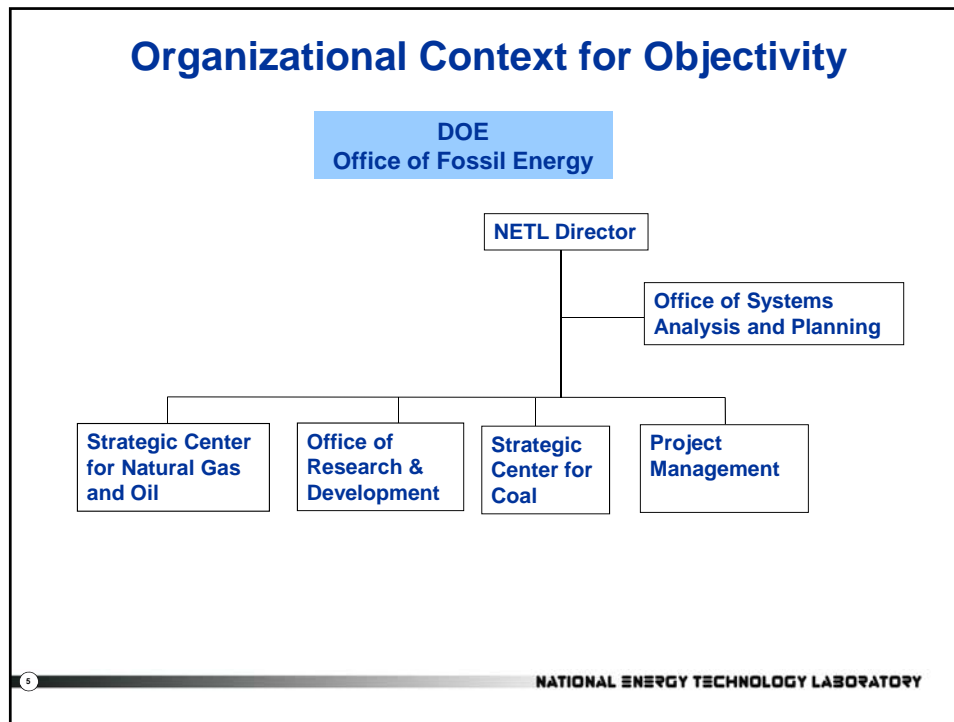 Organizational Context for Objectivity
DOE
Office of Fossil Energy
NETL Director
Office of Systems
Analysis and Planning
Strategic Center
for Natural Gas
and Oil
Office of
Research &
Development
Strategic
Center for
Coal
Project
Management
5
NATIONAL ENERGY TECHNOLOGY LABORATORY